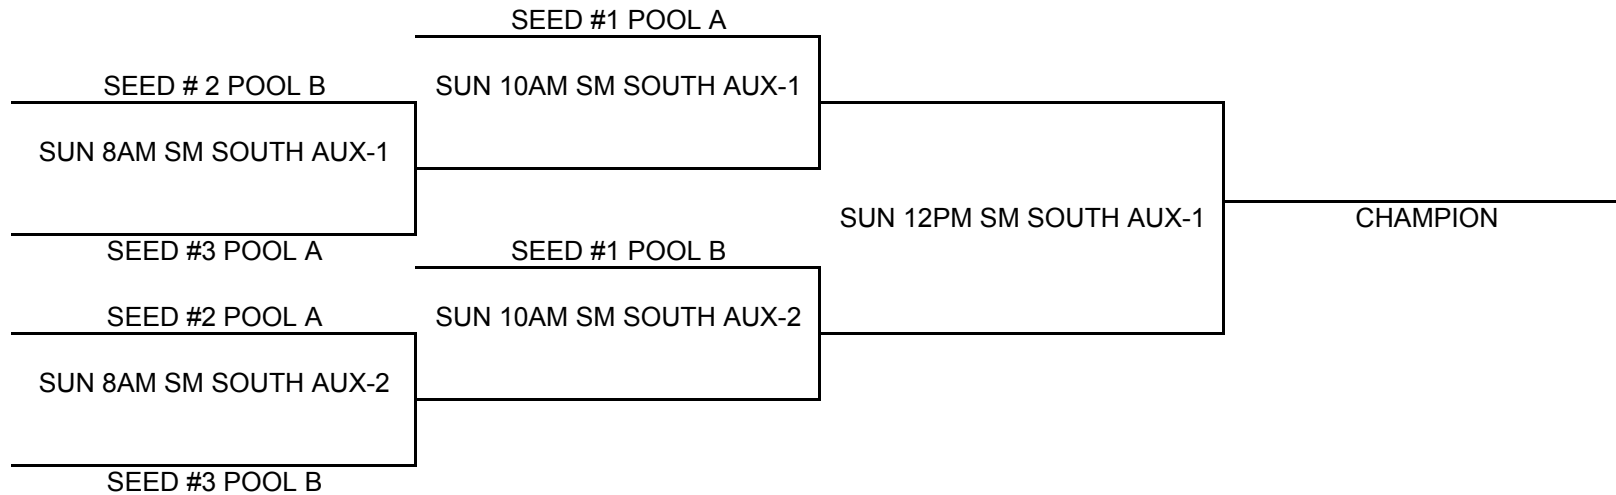 SEED #1 POOL A
SEED # 2 POOL B
SUN 10AM SM SOUTH AUX-1
SUN 8AM SM SOUTH AUX-1
SUN 12PM SM SOUTH AUX-1
CHAMPION
SEED #3 POOL A
SEED #1 POOL B
SEED #2 POOL A
SUN 10AM SM SOUTH AUX-2
SUN 8AM SM SOUTH AUX-2
SEED #3 POOL B